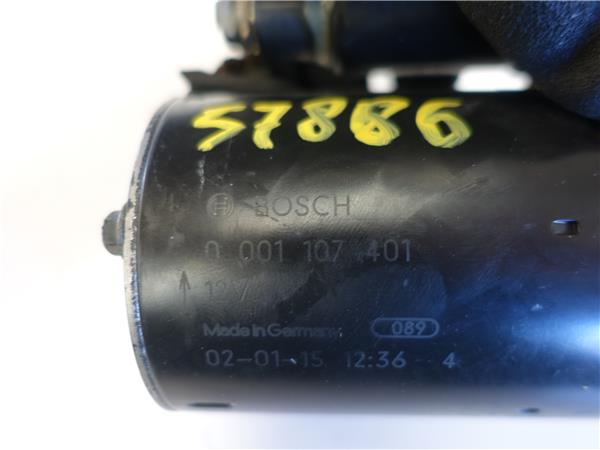 57886
BOSCH
0 001 107 401
12V
Made in Germany 089
02-01-15 12:36 4